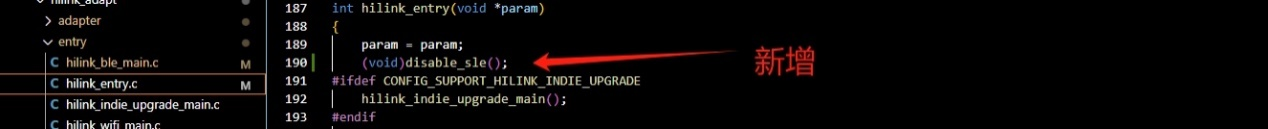 hilink_adapt
adapter
entry
hilink_ble_main.c M
hilink_entry.c M
hilink_indie_upgrade_main.c
hilink_wifi_main.c
187 int hilink_entry(void *param)
188 {
189 param = param;
190 (void)disable_sle();
191 #ifdef CONFIG_SUPPORT_HILINK_INDIE_UPGRADE
192 hilink_indie_upgrade_main();
193 #endif
新增